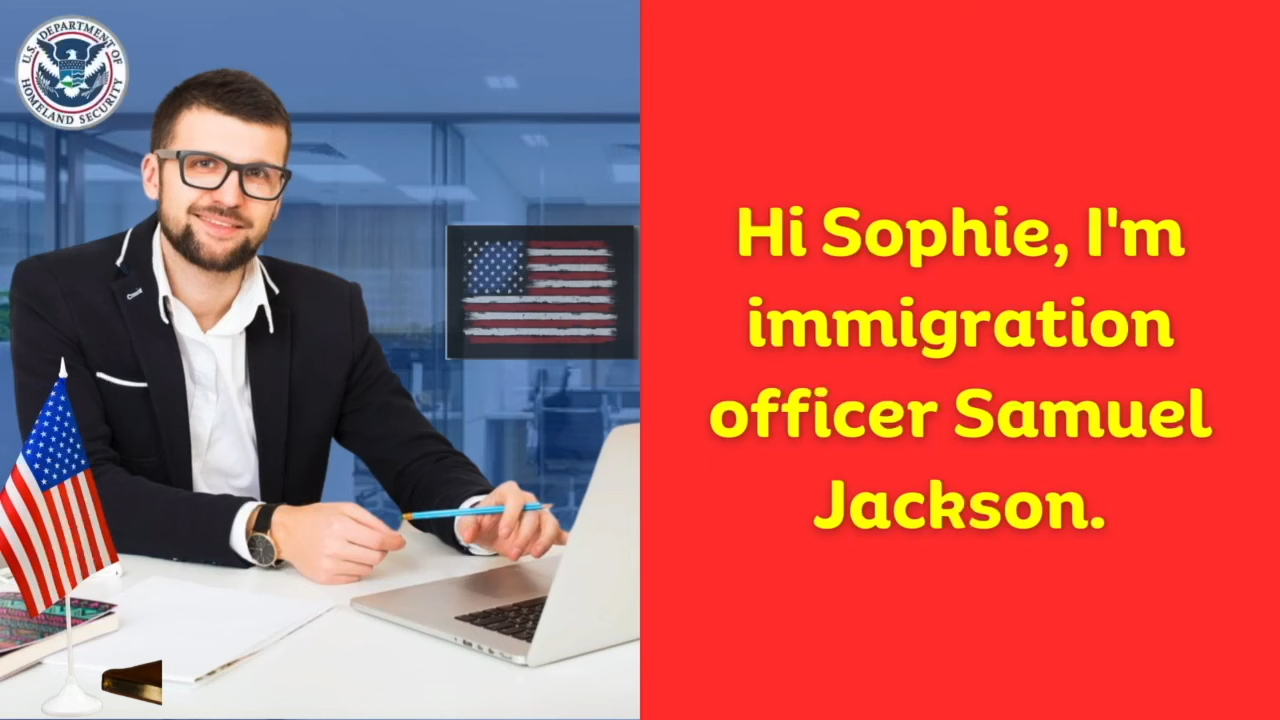 U.S. DEPARTMENT OF
HOMELAND SECURITY
Hi Sophie, I'm
immigration
officer Samuel
Jackson.